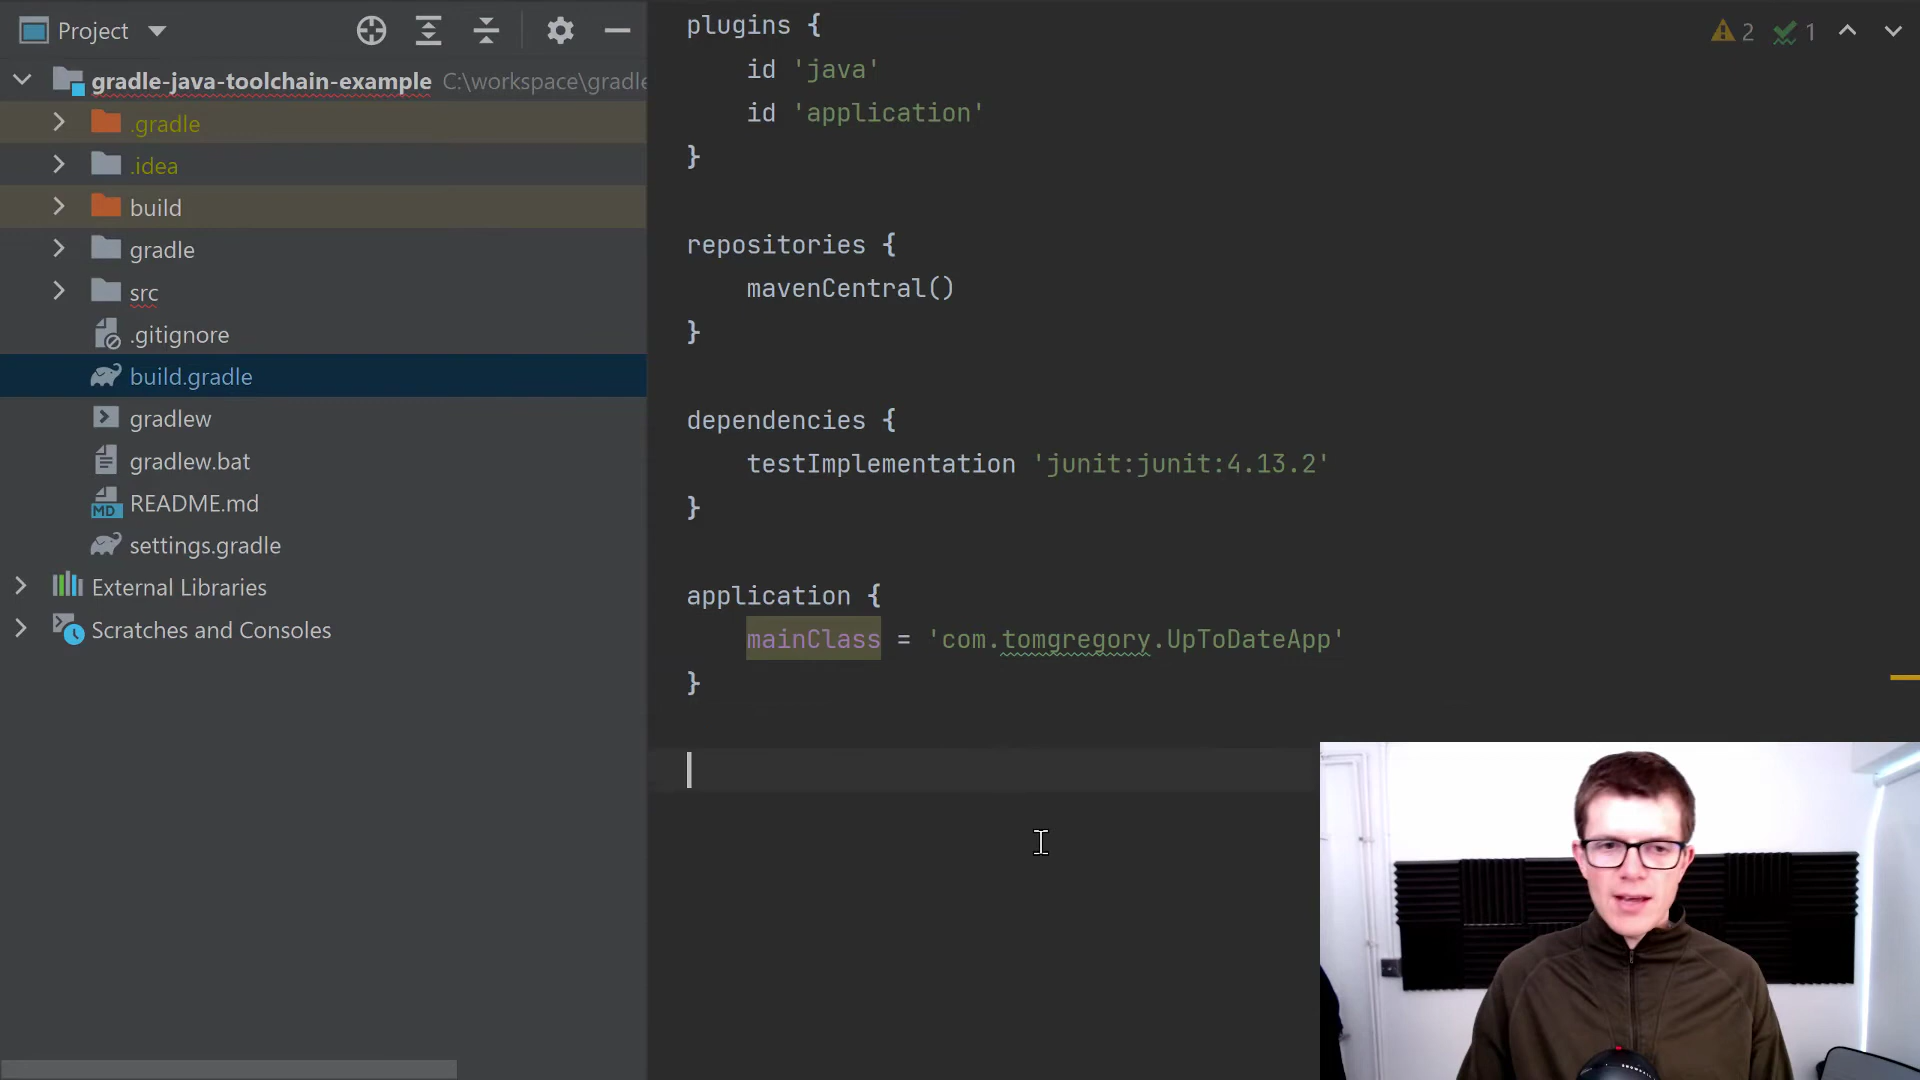 Project
gradle-java-toolchain-example C:\workspace\gradle
.gradle
.idea
build
gradle
src
.gitignore
build.gradle
gradlew
gradlew.bat
MD README.md
settings.gradle
External Libraries
Scratches and Consoles
plugins {
id 'java'
id 'application'
}
repositories {
mavenCentral()
}
dependencies {
testImplementation 'junit:junit:4.13.2'
}
application {
mainClass = 'com.tomgregory.UpToDateApp'
}
2 1